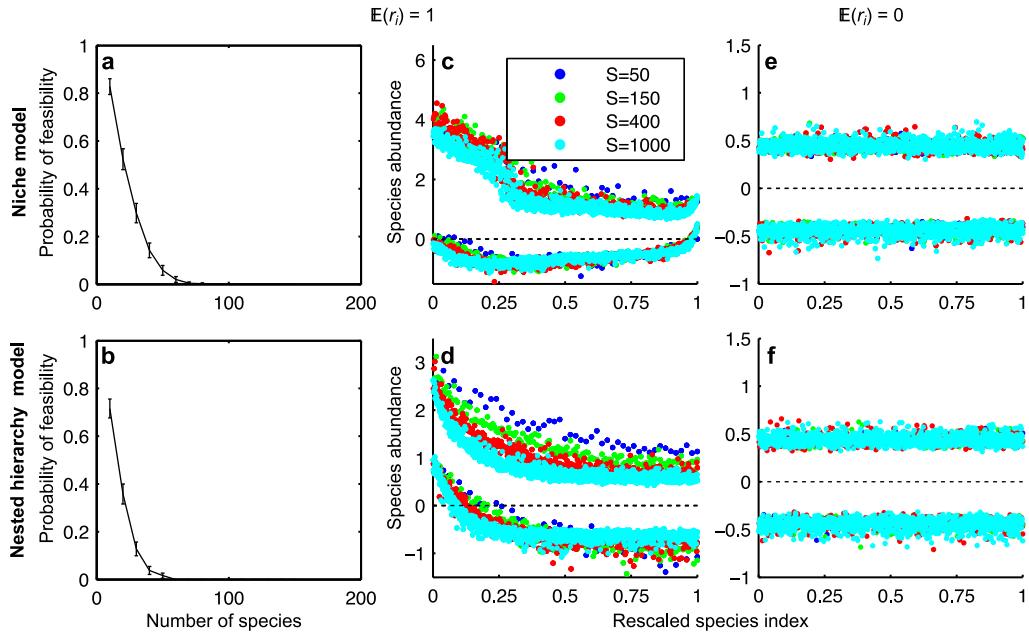 𝔼(rᵢ) = 1
𝔼(rᵢ) = 0
Niche model
Probability of feasibility
a
1
0.8
0.6
0.4
0.2
0
0
100
200
Species abundance
c
6
4
2
0
0.25
0.5
0.75
1
S=50
S=150
S=400
S=1000
e
1.5
1
0.5
0
−0.5
−1
0
0.25
0.5
0.75
1
Nested hierarchy model
Probability of feasibility
b
1
0.8
0.6
0.4
0.2
0
0
100
200
Number of species
Species abundance
d
3
2
1
0
−1
0
0.25
0.5
0.75
1
f
1.5
1
0.5
0
−0.5
−1
0
0.25
0.5
0.75
1
Rescaled species index